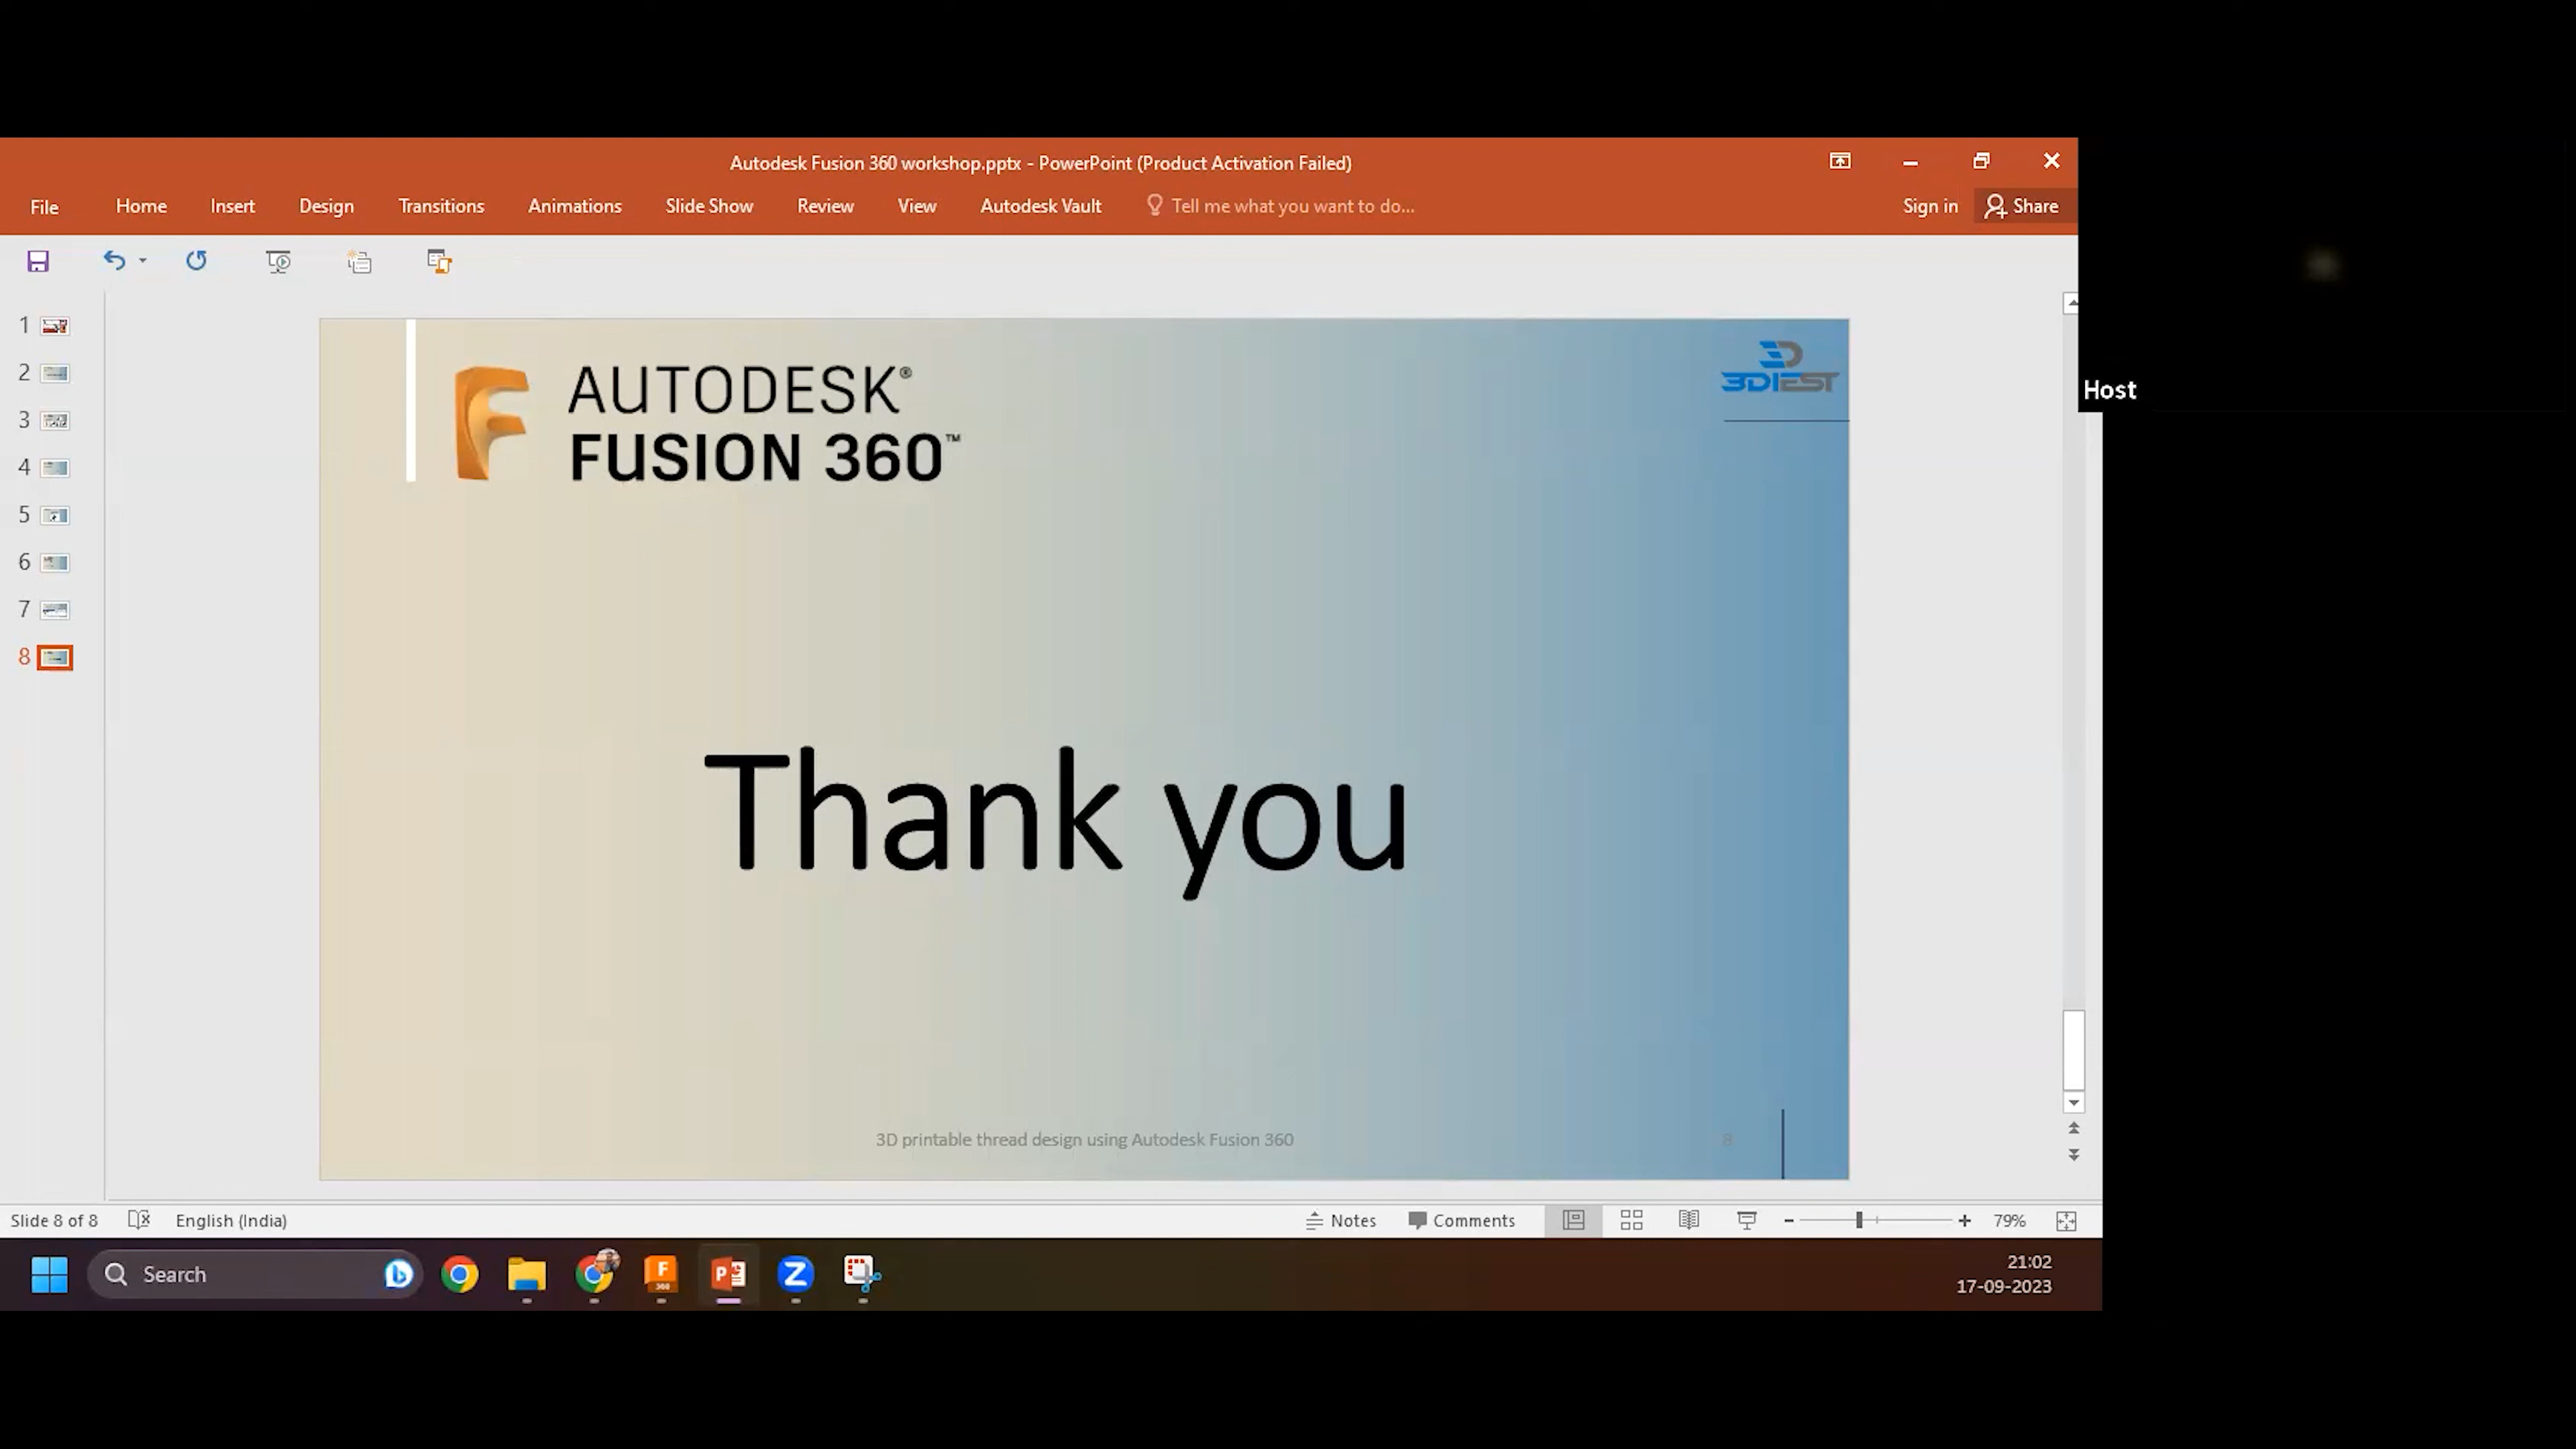 Autodesk Fusion 360 workshop.pptx - PowerPoint (Product Activation Failed)
File Home Insert Design Transitions Animations Slide Show Review View Autodesk Vault Tell me what you want to do... Sign in Share
1
2
3
4
5
6
7
8
AUTODESK®
FUSION 360™
3DIEST
Host
Thank you
3D printable thread design using Autodesk Fusion 360 8
Slide 8 of 8 English (India) Notes Comments 79%
Search
21:02
17-09-2023